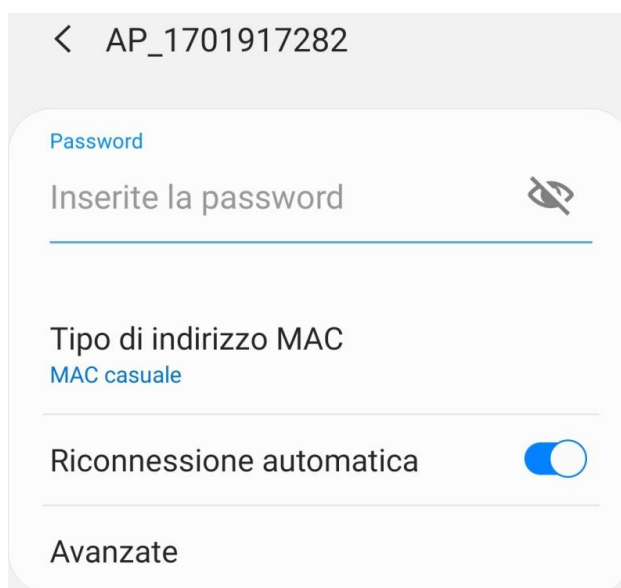 AP_1701917282
Password
Inserite la password
Tipo di indirizzo MAC
MAC casuale
Riconnessione automatica
Avanzate